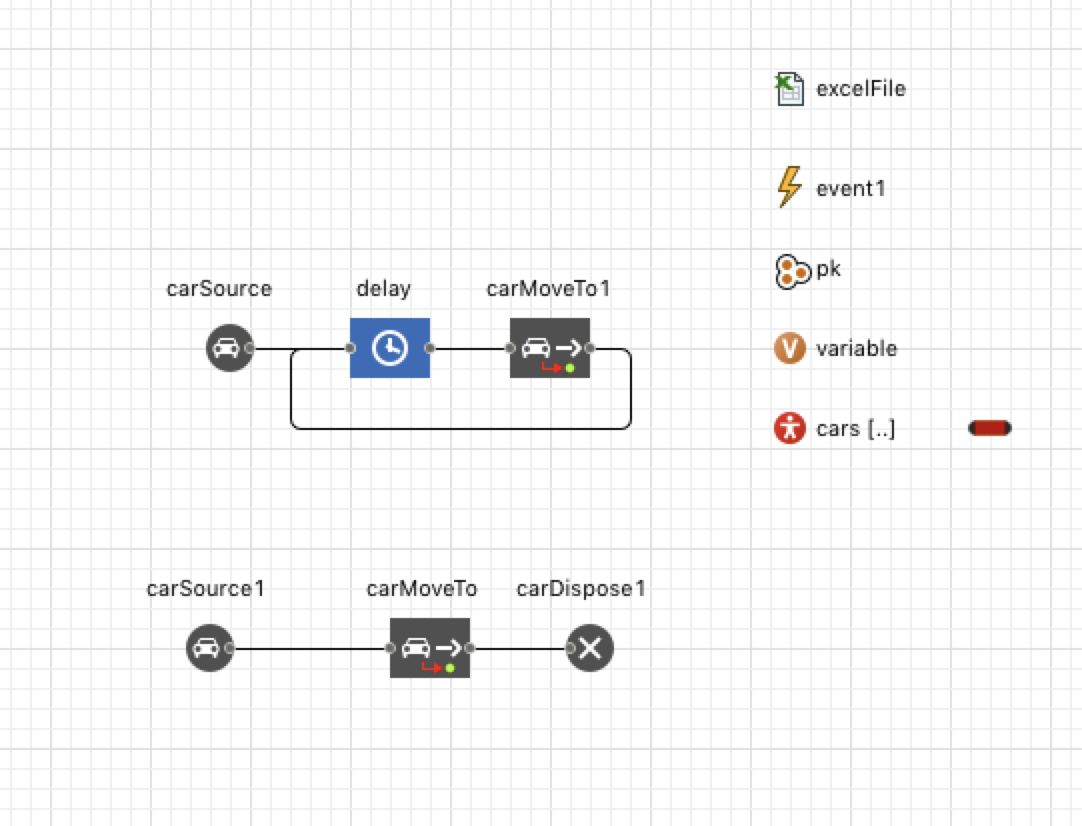 excelFile
event1
carSource
delay
carMoveTo1
pk
V
variable
cars [..]
carSource1
carMoveTo
carDispose1